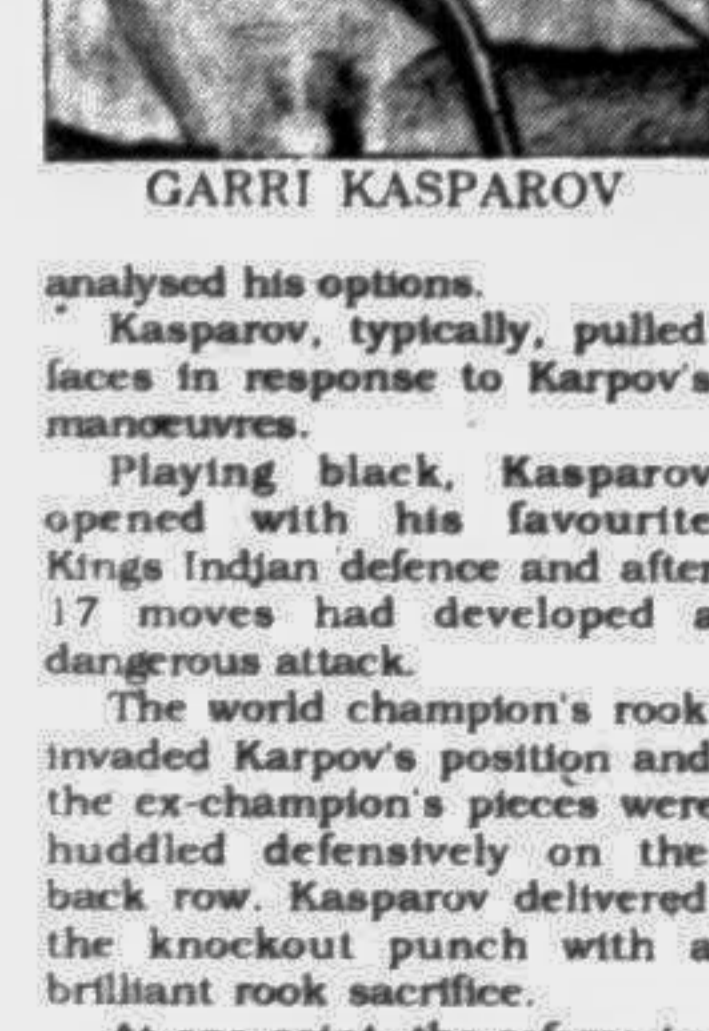 GARRI KASPAROV
analysed his options.
Kasparov, typically, pulled
faces in response to Karpov's
manœuvres.
Playing black, Kasparov
opened with his favourite
Kings Indian defence and after
17 moves had developed a
dangerous attack.
The world champion's rook
invaded Karpov's position and
the ex-champion's pieces were
huddled defensively on the
back row. Kasparov delivered
the knockout punch with a
brilliant rook sacrifice.